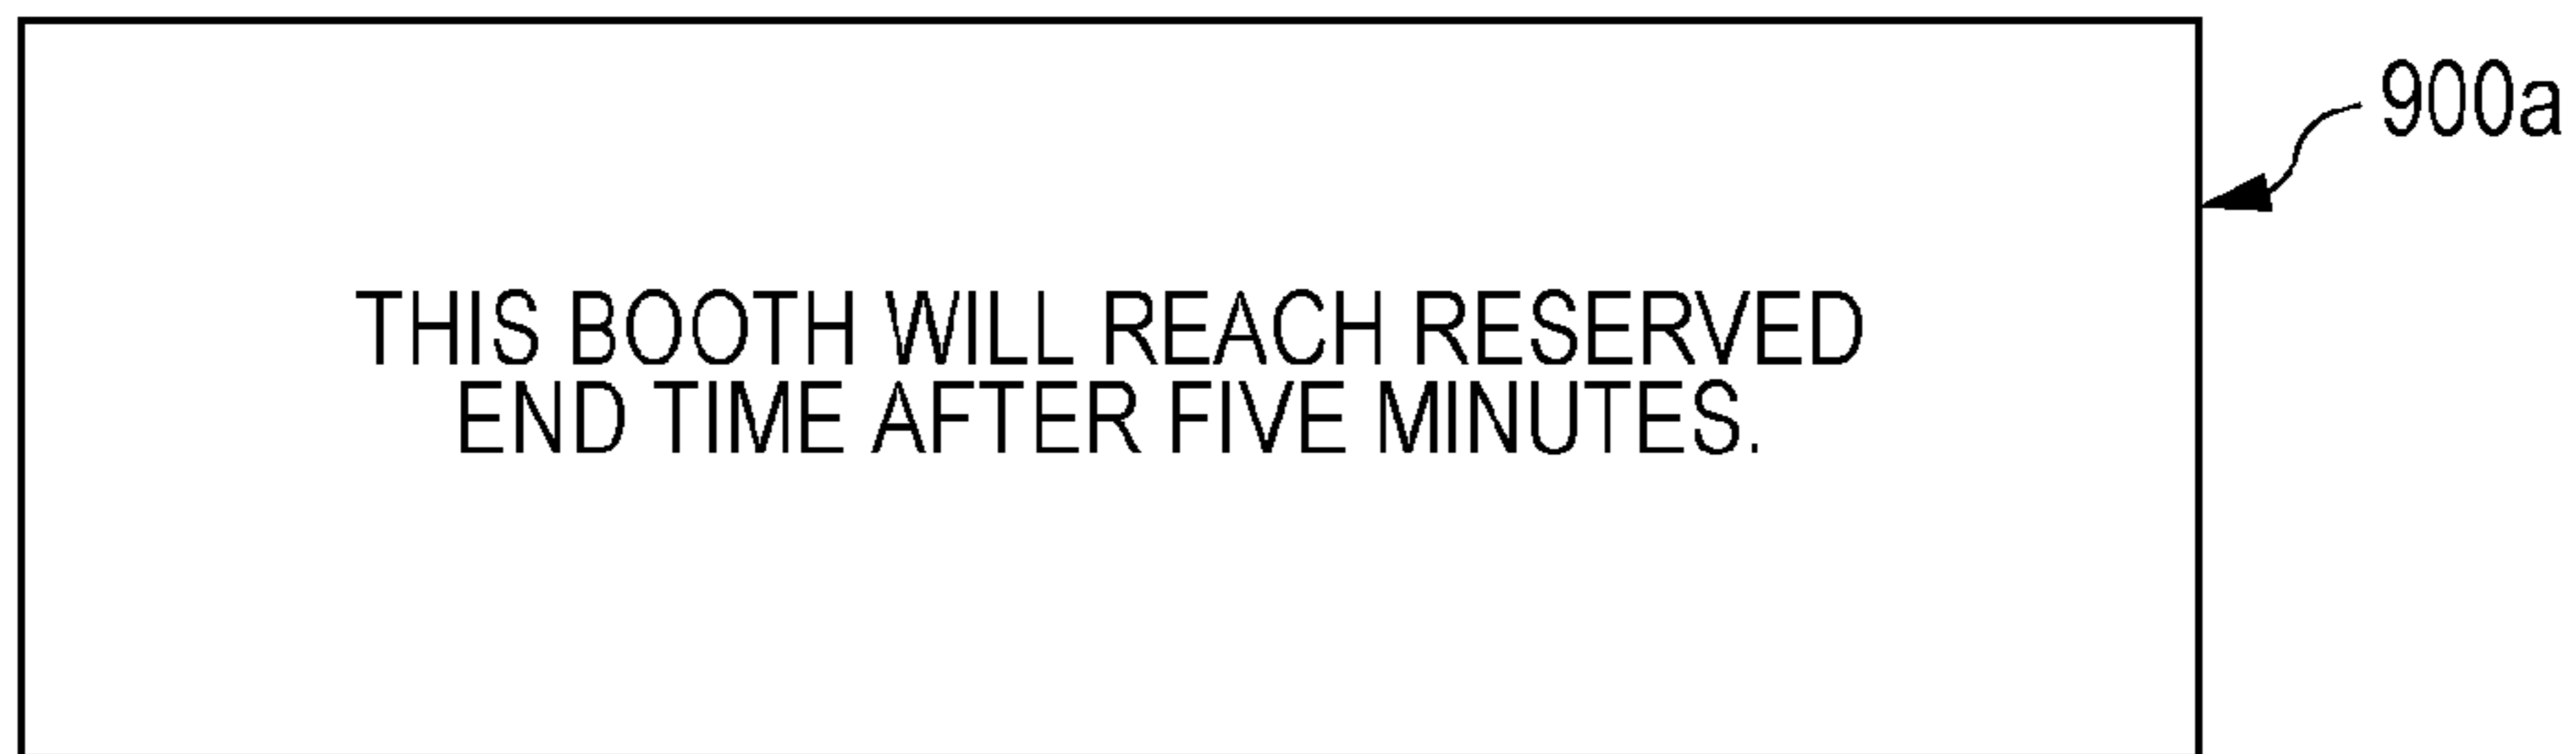 900a
THIS BOOTH WILL REACH RESERVED
END TIME AFTER FIVE MINUTES.